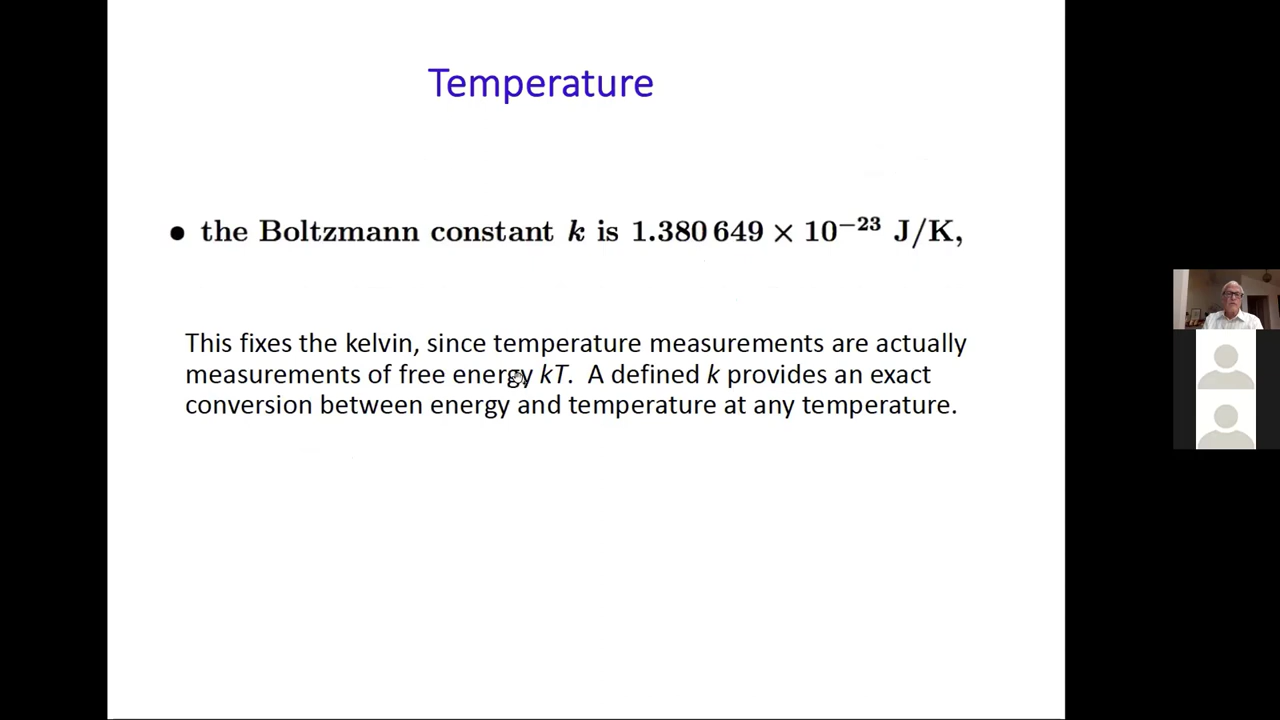 Temperature
• the Boltzmann constant k is 1.380 649 × 10⁻²³ J/K,
This fixes the kelvin, since temperature measurements are actually
measurements of free energy kT. A defined k provides an exact
conversion between energy and temperature at any temperature.